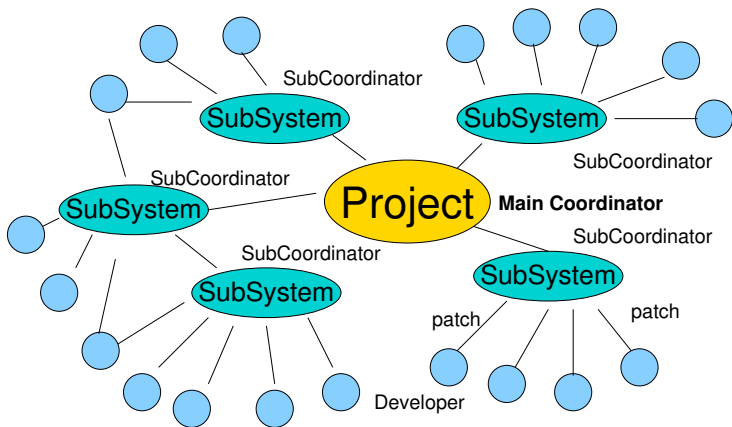 SubCoordinator
SubSystem
SubSystem
SubCoordinator
SubCoordinator
SubSystem
Project
Main Coordinator
SubCoordinator
SubCoordinator
SubSystem
SubSystem
patch
patch
Developer